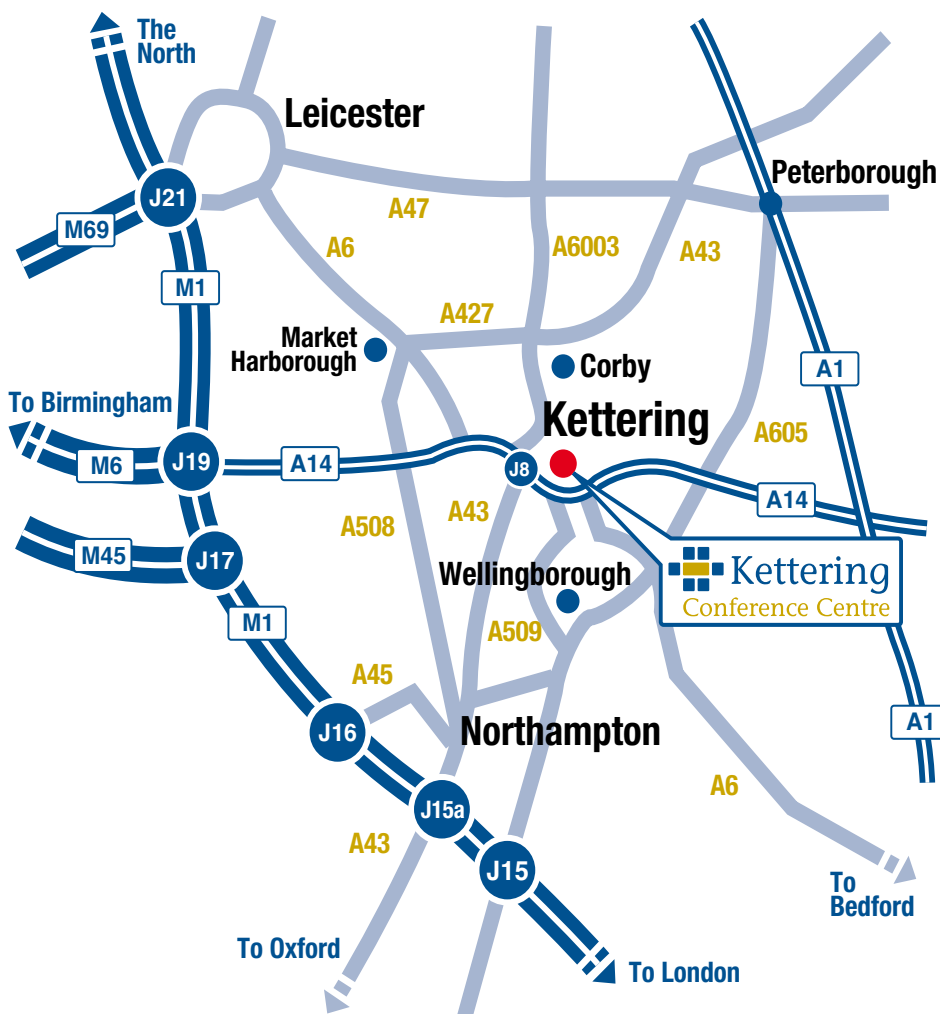 The
North
Leicester
Peterborough
J21
A47
M69
A6
A6003
A43
M1
A427
Market
Harborough
Corby
A1
To Birmingham
Kettering
A605
M6
J19
A14
J8
A14
A508
A43
M45
J17
Wellingborough
Kettering
Conference Centre
M1
A509
A45
J16
Northampton
A1
A6
J15a
A43
J15
To
Bedford
To Oxford
To London